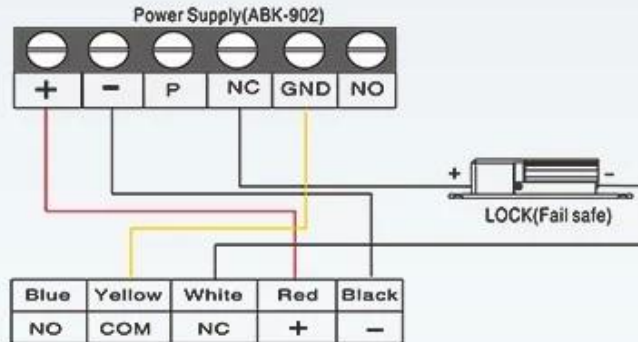 Power Supply(ABK-902)
+ - P NC GND NO
+ -
LOCK(Fail safe)
Blue Yellow White Red Black
NO COM NC + -